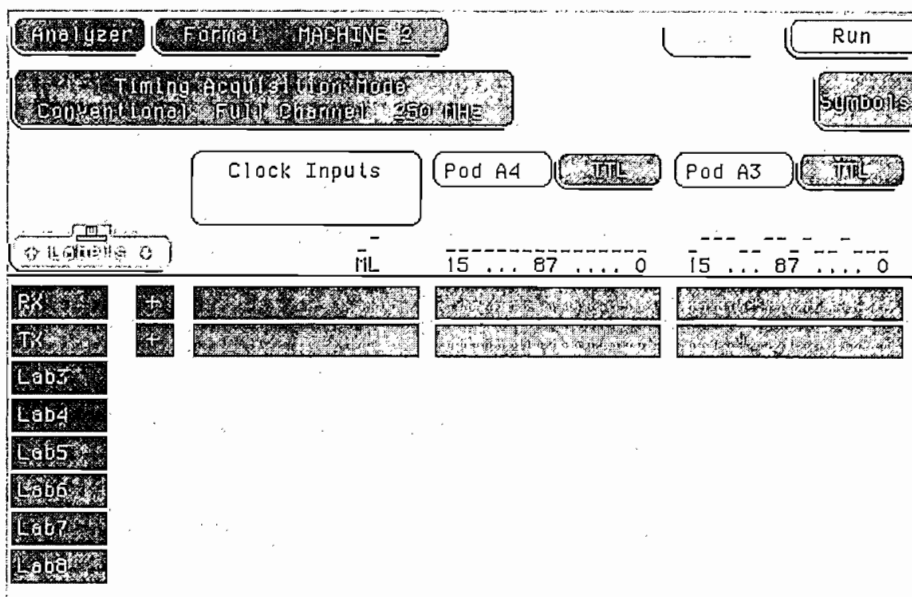 Analyzer Format MACHINE 2 Run
Timing Acquisition Mode
Conventional Full Channel 250 MHz
Symbols
Clock Inputs Pod A4 TTL Pod A3 TTL
Labels
ML 15 ... 87 .... 0 15 ... 87 .... 0
RX +
TX +
Lab3
Lab4
Lab5
Lab6
Lab7
Lab8